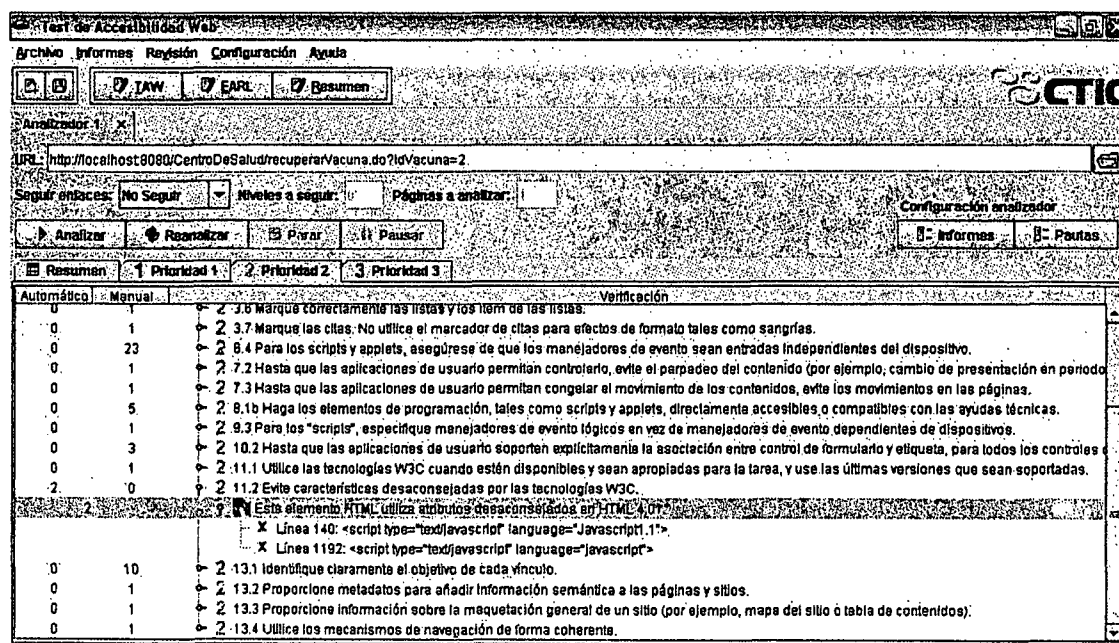 Test de Accesibilidad Web
Archivo Informes Revisión Configuración Ayuda
TAW EARL Resumen
CTIC
Analizador 1 x
URL: http://localhost:8080/CentroDeSalud/recuperarVacuna.do?idVacuna=2
Seguir enlaces: No Seguir Niveles a seguir: Páginas a analizar:
Configuración analizador
Analizar Reanalizar Parar Pausar Informes Pautas
Resumen 1 Prioridad 1 2 Prioridad 2 3 Prioridad 3
Automático Manual Verificación
0 1 2 3.6 Marque correctamente las listas y los ítem de las listas.
0 1 2 3.7 Marque las citas. No utilice el marcador de citas para efectos de formato tales como sangrías.
0 23 2 6.4 Para los scripts y applets, asegúrese de que los manejadores de evento sean entradas independientes del dispositivo.
0 1 2 7.2 Hasta que las aplicaciones de usuario permitan controlarlo, evite el parpadeo del contenido (por ejemplo, cambio de presentación en periodo
0 1 2 7.3 Hasta que las aplicaciones de usuario permitan congelar el movimiento de los contenidos, evite los movimientos en las páginas.
0 5 2 8.1b Haga los elementos de programación, tales como scripts y applets, directamente accesibles o compatibles con las ayudas técnicas.
0 1 2 9.3 Para los "scripts", especifique manejadores de evento lógicos en vez de manejadores de evento dependientes de dispositivos.
0 3 2 10.2 Hasta que las aplicaciones de usuario soporten explícitamente la asociación entre control de formulario y etiqueta, para todos los controles
0 1 2 11.1 Utilice las tecnologías W3C cuando estén disponibles y sean apropiadas para la tarea, y use las últimas versiones que sean soportadas.
2 0 2 11.2 Evite características desaconsejadas por las tecnologías W3C.
2 Este elemento HTML utiliza atributos desaconsejados en HTML 4.01.
X Línea 140: <script type="text/javascript" language="Javascript1.1">
X Línea 1192: <script type="text/javascript" language="javascript">
0 10 2 13.1 Identifique claramente el objetivo de cada vínculo.
0 1 2 13.2 Proporcione metadatos para añadir información semántica a las páginas y sitios.
0 1 2 13.3 Proporcione información sobre la maquetación general de un sitio (por ejemplo, mapa del sitio o tabla de contenidos).
0 1 2 13.4 Utilice los mecanismos de navegación de forma coherente.